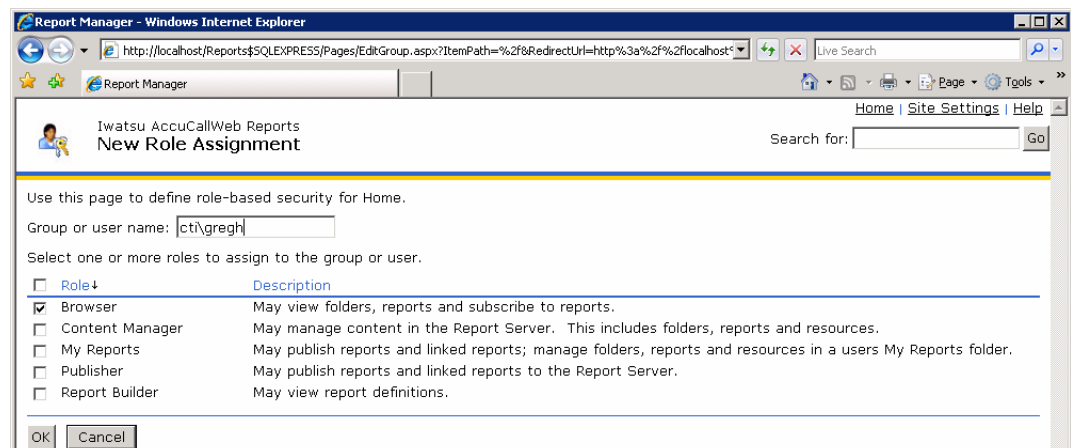 Report Manager - Windows Internet Explorer
http://localhost/Reports$SQLEXPRESS/Pages/EditGroup.aspx?ItemPath=%2f&RedirectUrl=http%3a%2f%2flocalhost
Live Search
Report Manager
Page
Tools
»
Home | Site Settings | Help
Iwatsu AccuCallWeb Reports
New Role Assignment
Search for:
Go
Use this page to define role-based security for Home.
Group or user name: cti\gregh
Select one or more roles to assign to the group or user.
Role↓ Description
Browser May view folders, reports and subscribe to reports.
Content Manager May manage content in the Report Server. This includes folders, reports and resources.
My Reports May publish reports and linked reports; manage folders, reports and resources in a users My Reports folder.
Publisher May publish reports and linked reports to the Report Server.
Report Builder May view report definitions.
OK Cancel